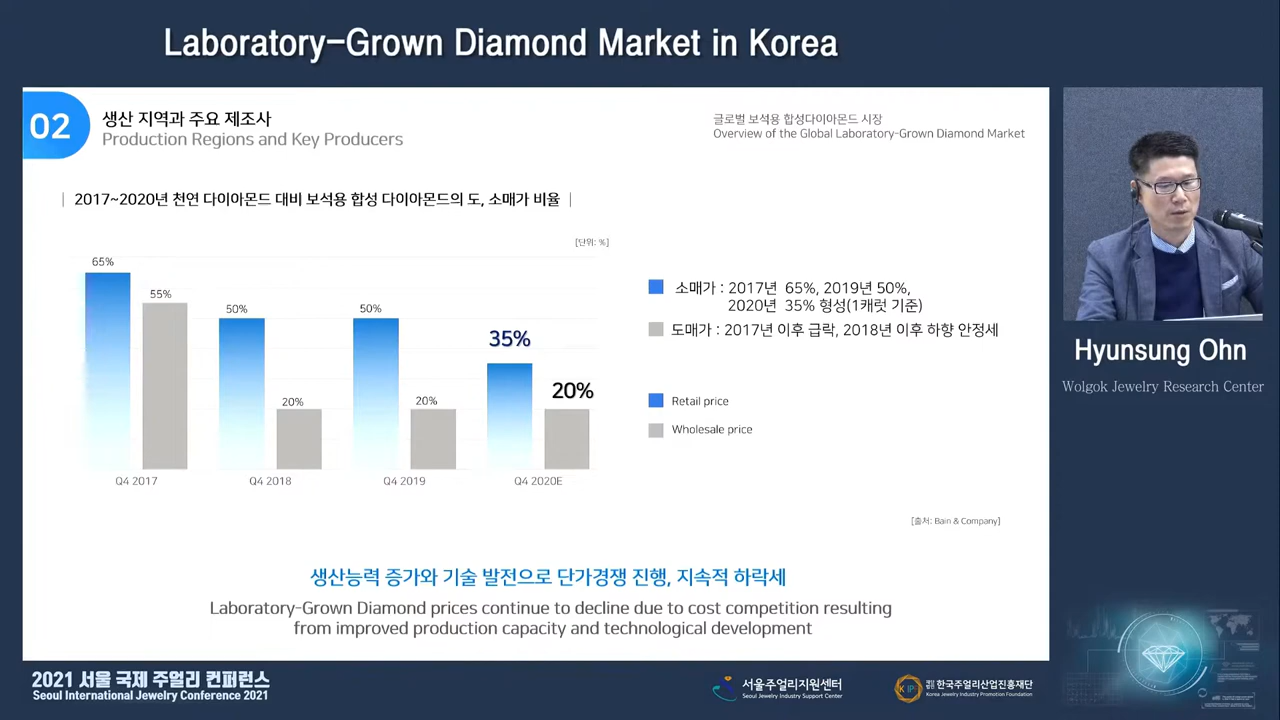 Laboratory-Grown Diamond Market in Korea
02
생산 지역과 주요 제조사
Production Regions and Key Producers
글로벌 보석용 합성다이아몬드 시장
Overview of the Global Laboratory-Grown Diamond Market
2017~2020년 천연 다이아몬드 대비 보석용 합성 다이아몬드의 도, 소매가 비율
[단위: %]
65%
55%
50%
20%
50%
20%
35%
20%
Q4 2017
Q4 2018
Q4 2019
Q4 2020E
소매가 : 2017년 65%, 2019년 50%,
2020년 35% 형성(1캐럿 기준)
도매가 : 2017년 이후 급락, 2018년 이후 하향 안정세
Retail price
Wholesale price
[출처: Bain & Company]
생산능력 증가와 기술 발전으로 단가경쟁 진행, 지속적 하락세
Laboratory-Grown Diamond prices continue to decline due to cost competition resulting
from improved production capacity and technological development
Hyunsung Ohn
Wolgok Jewelry Research Center
2021 서울 국제 주얼리 컨퍼런스
Seoul International Jewelry Conference 2021
서울주얼리지원센터
Seoul Jewelry Industry Support Center
재단법인 한국주얼리산업진흥재단
Korea Jewelry Industry Promotion Foundation